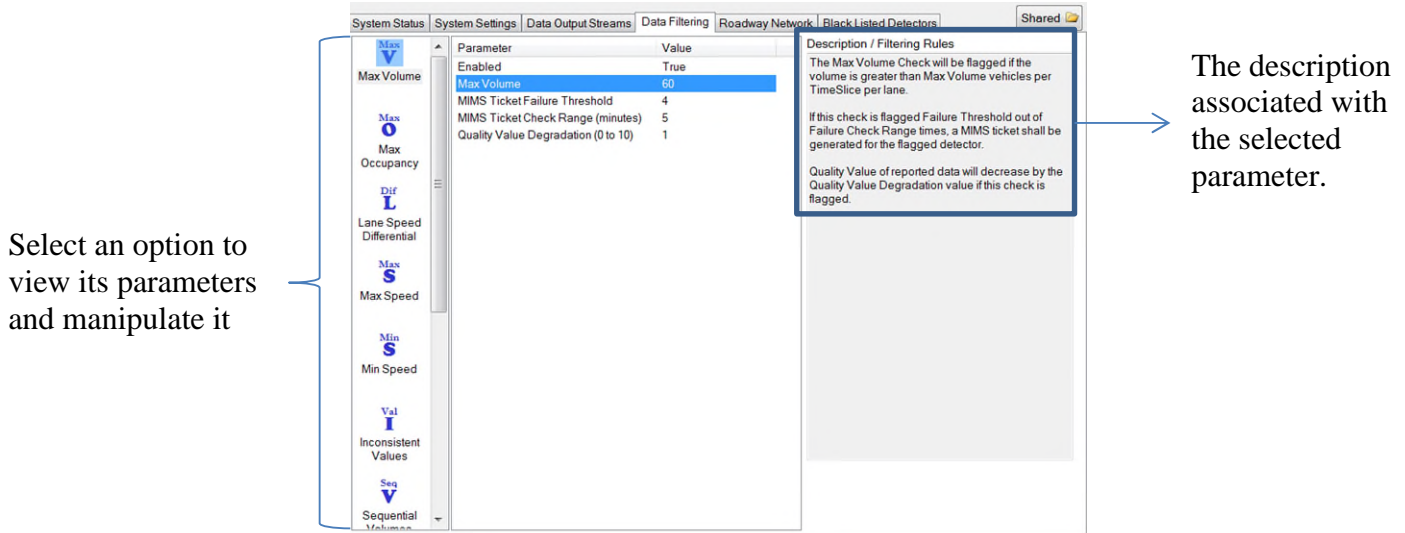 System Status System Settings Data Output Streams Data Filtering Roadway Network Black Listed Detectors Shared
Select an option to
view its parameters
and manipulate it
Max
V
Max Volume
Max
O
Max
Occupancy
Dif
L
Lane Speed
Differential
Max
S
Max Speed
Min
S
Min Speed
Val
I
Inconsistent
Values
Seq
V
Sequential
Volumes
Parameter Value
Enabled True
Max Volume 60
MIMS Ticket Failure Threshold 4
MIMS Ticket Check Range (minutes) 5
Quality Value Degradation (0 to 10) 1
Description / Filtering Rules
The Max Volume Check will be flagged if the
volume is greater than Max Volume vehicles per
TimeSlice per lane.
If this check is flagged Failure Threshold out of
Failure Check Range times, a MIMS ticket shall be
generated for the flagged detector.
Quality Value of reported data will decrease by the
Quality Value Degradation value if this check is
flagged.
The description
associated with
the selected
parameter.